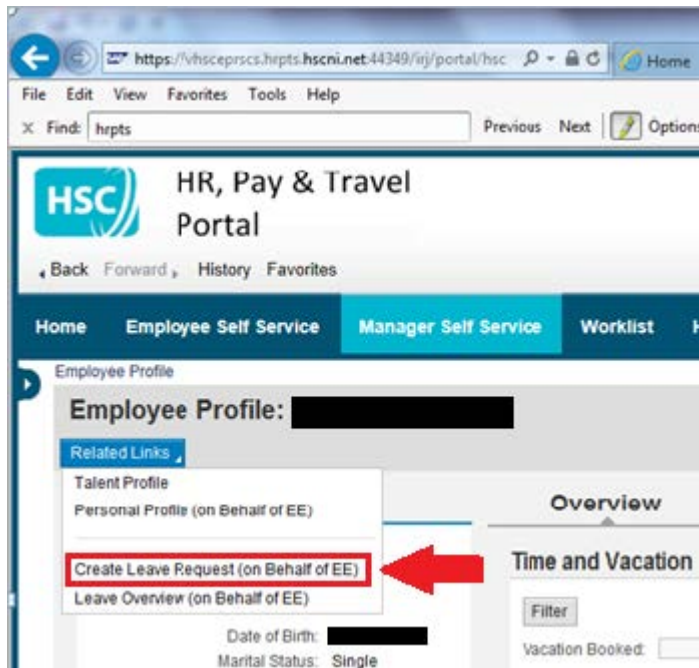 https://vhsceprscs.hrpts.hscni.net:44349/irj/portal/hsc Home
File Edit View Favorites Tools Help
X Find: hrpts Previous Next Options
HSC
HR, Pay & Travel
Portal
Back Forward History Favorites
Home Employee Self Service Manager Self Service Worklist
Employee Profile
Employee Profile:
Related Links
Talent Profile
Personal Profile (on Behalf of EE)
Overview
Create Leave Request (on Behalf of EE)
Time and Vacation
Leave Overview (on Behalf of EE)
Filter
Date of Birth:
Vacation Booked:
Marital Status: Single